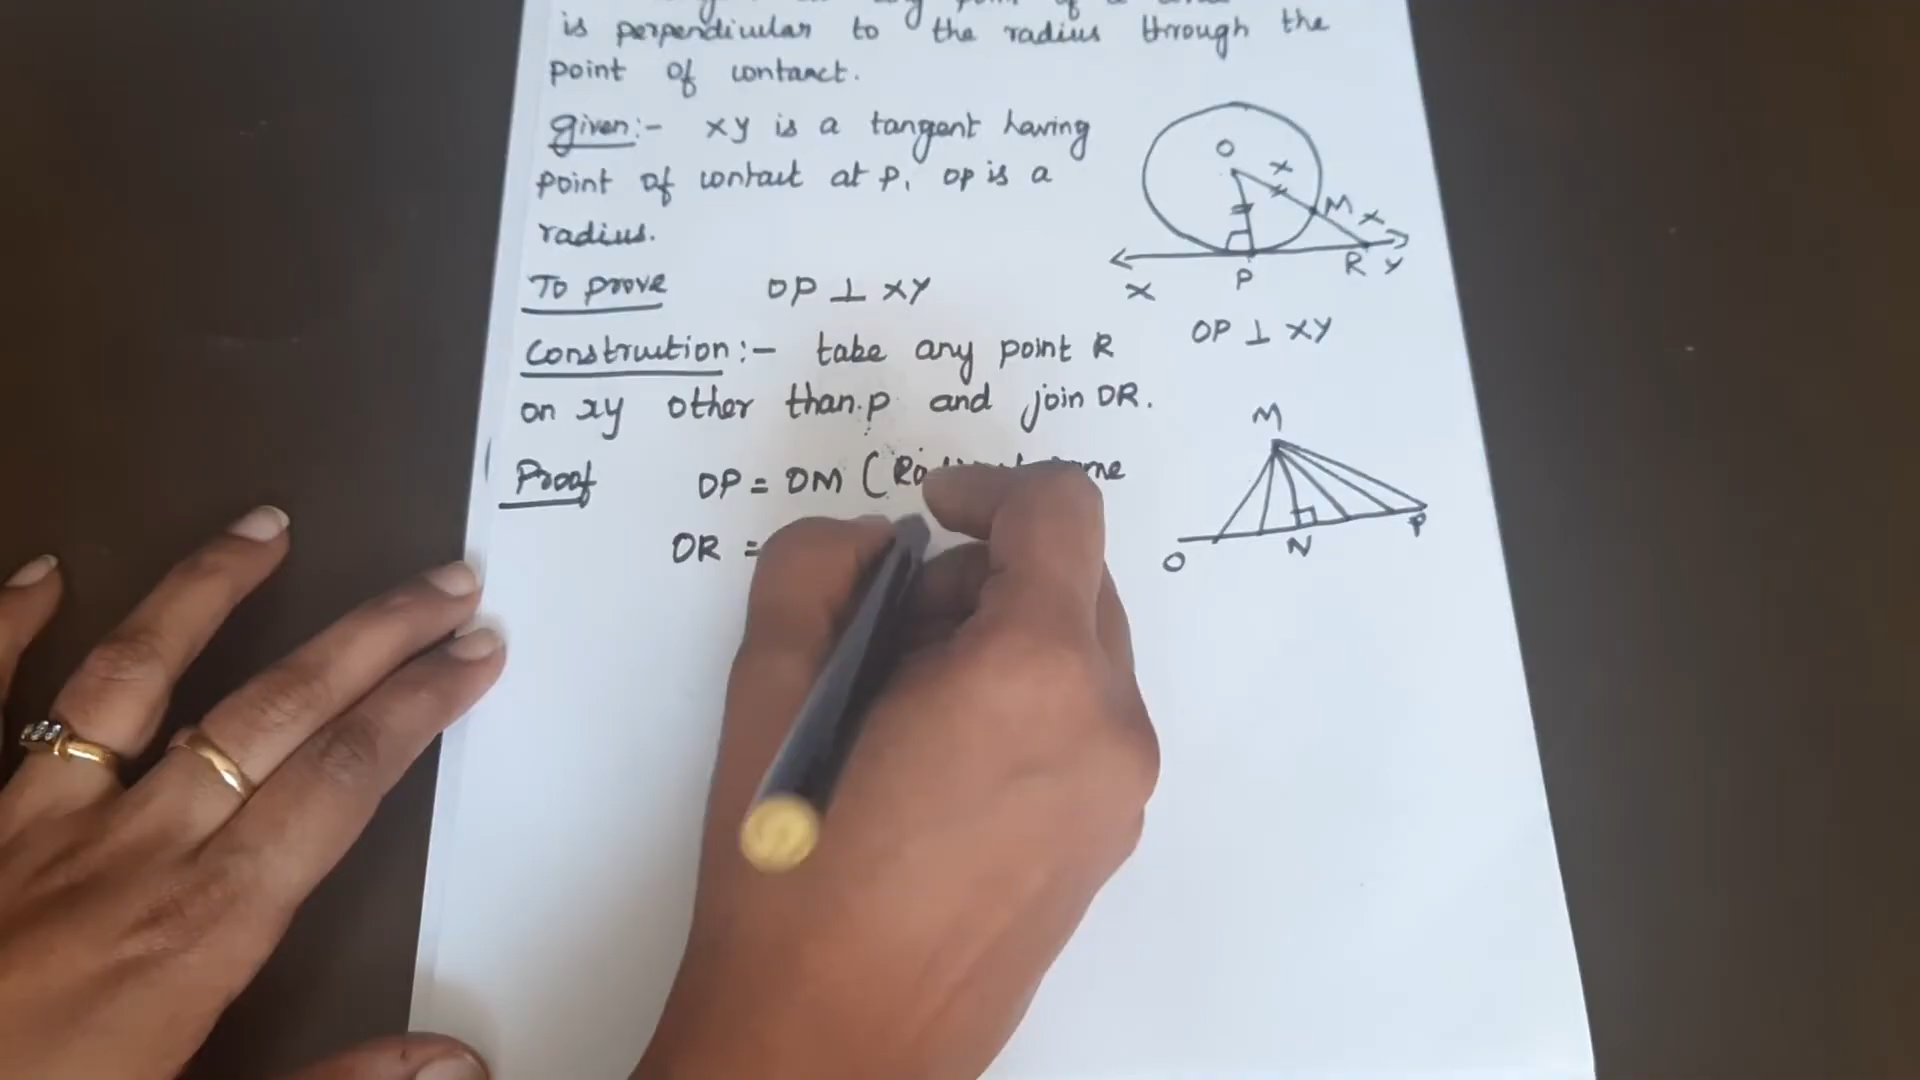 is perpendicular to the radius through the
point of contanct.
given:- xy is a tangent having
point of contact at P, OP is a
radius.
To prove OP ⊥ XY
Construction:- take any point R
on xy other than.p and join OR.
Proof OP = OM (
OR =
O
x
M x
R y
P
x
OP ⊥ XY
M
P
N
O